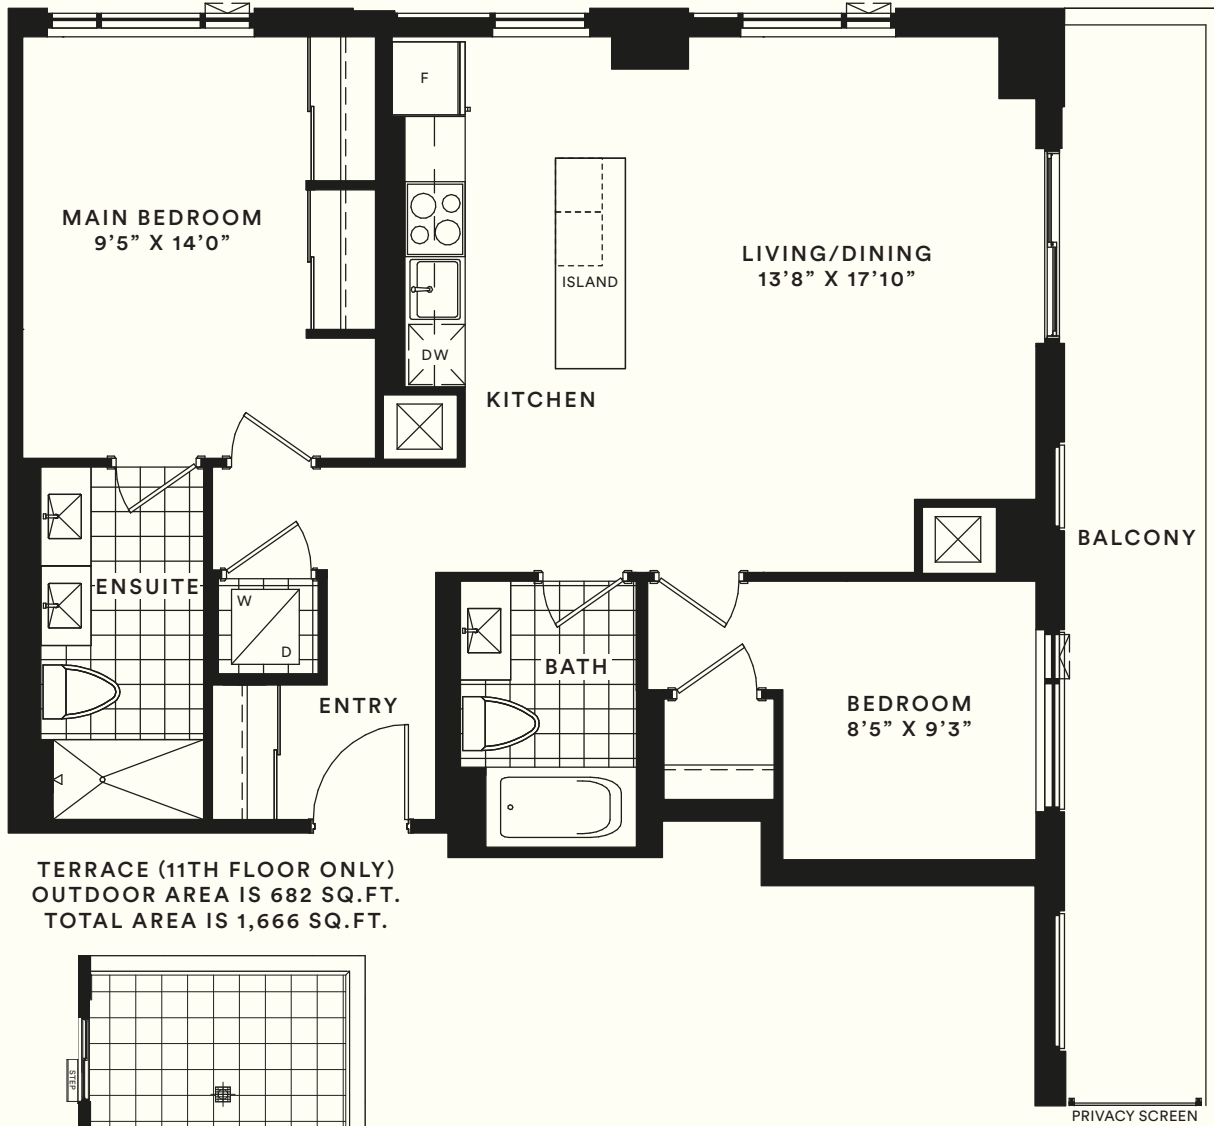 F
MAIN BEDROOM
9’5” X 14’0”
LIVING/DINING
13’8” X 17’10”
ISLAND
DW
KITCHEN
BALCONY
ENSUITE
W
D
BATH
ENTRY
BEDROOM
8’5” X 9’3”
TERRACE (11TH FLOOR ONLY)
OUTDOOR AREA IS 682 SQ.FT.
TOTAL AREA IS 1,666 SQ.FT.
STEP
PRIVACY SCREEN